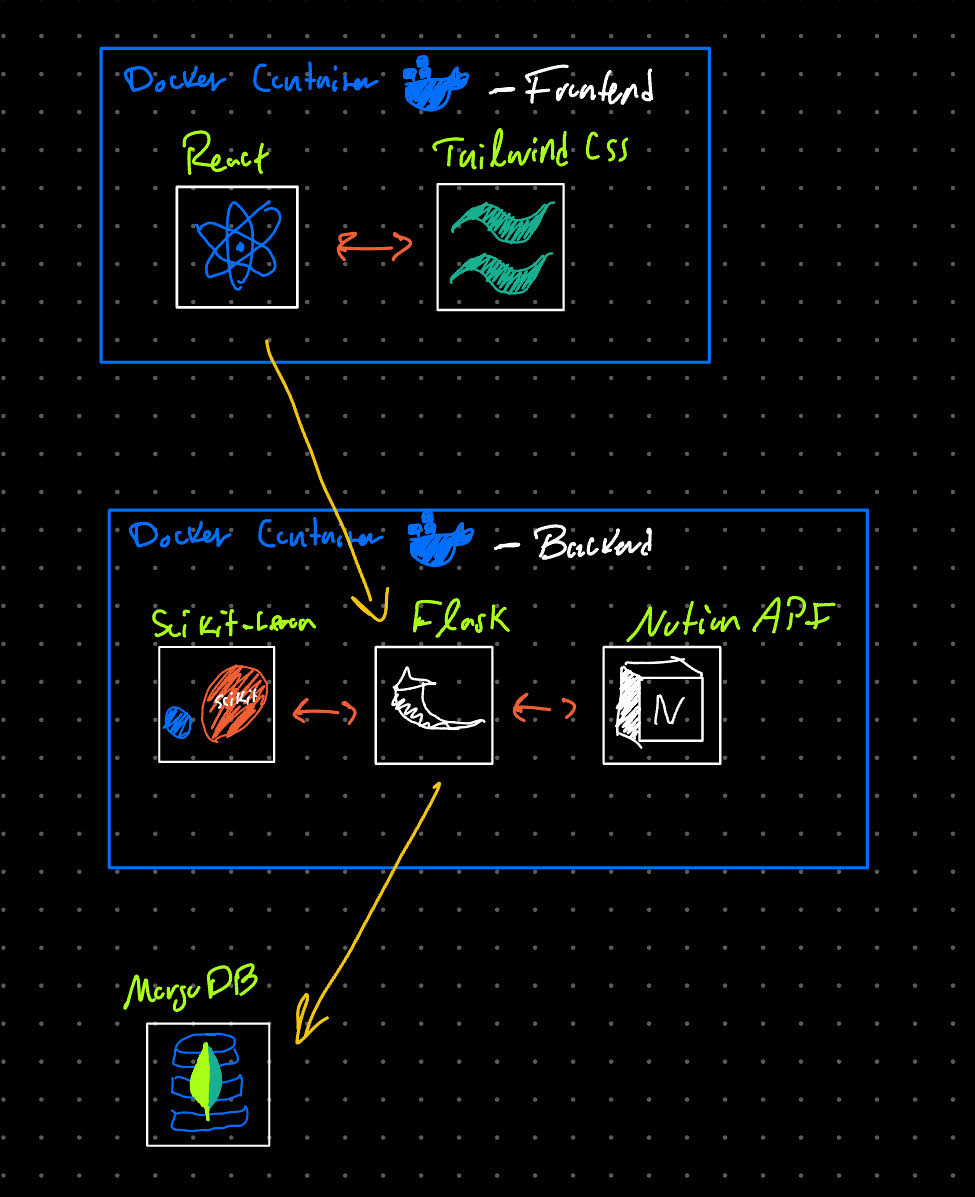 Docker Container - Frontend
React
Tailwind Css
Docker Container - Backend
Scikit-Learn
Flask
Notion API
Scikit
N
MongoDB